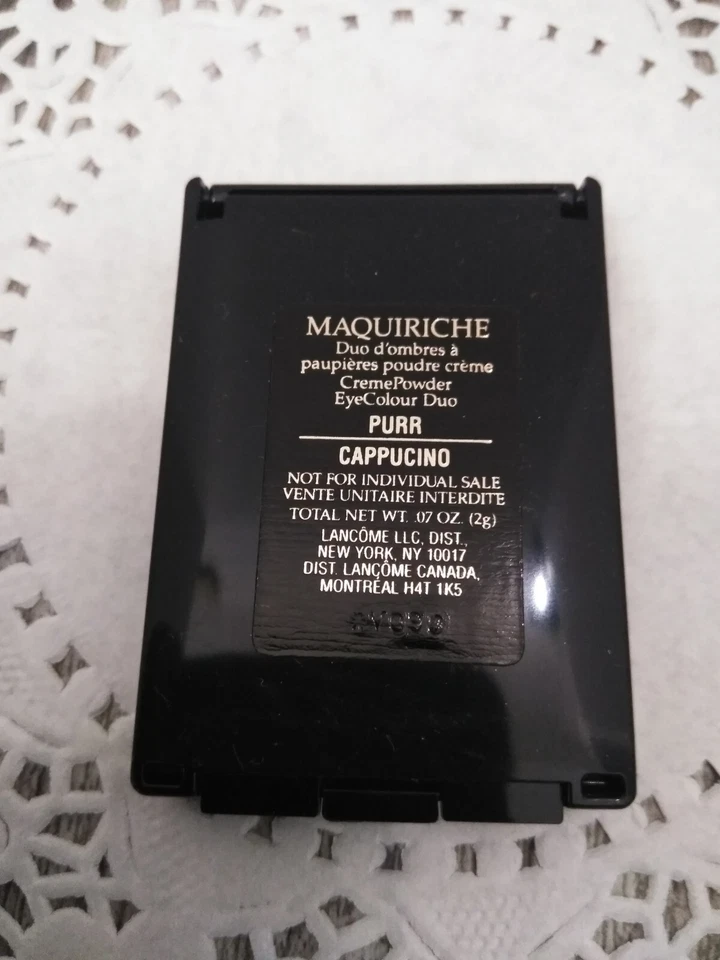 MAQUIRICHE
Duo d'ombres à
paupières poudre crème
CremePowder
EyeColour Duo
PURR
CAPPUCINO
NOT FOR INDIVIDUAL SALE
VENTE UNITAIRE INTERDITE
TOTAL NET WT. .07 OZ. (2g)
LANCÔME LLC, DIST.,
NEW YORK, NY 10017
DIST. LANÇÔME CANADA,
MONTRÉAL H4T 1K5